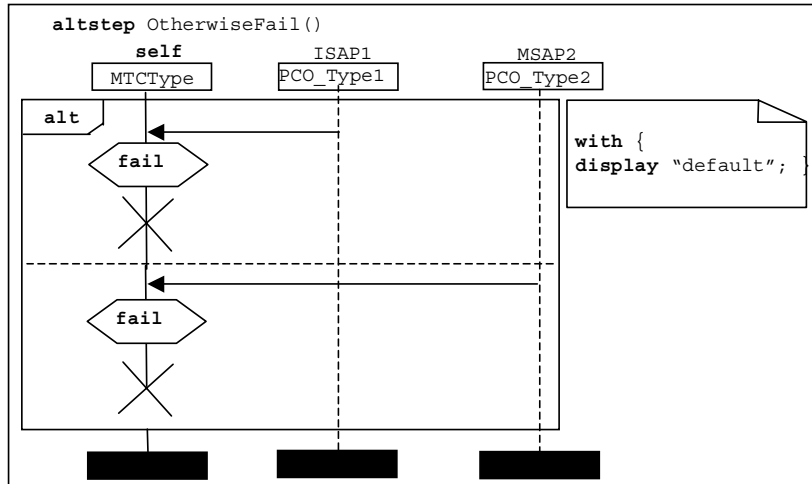 altstep OtherwiseFail()
self
ISAP1
MSAP2
MTCType
PCO_Type1
PCO_Type2
alt
with {
display “default”; }
fail
fail